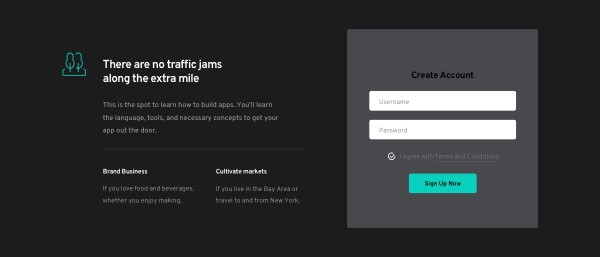 There are no traffic jams
along the extra mile
This is the spot to learn how to build apps. You'll learn
the language, tools, and necessary concepts to get your
app out the door.
Brand Business
If you love food and beverages,
whether you enjoy making.
Cultivate markets
If you live in the Bay Area or
travel to and from New York.
Create Account
Username
Password
I agree with Terms and Conditions
Sign Up Now